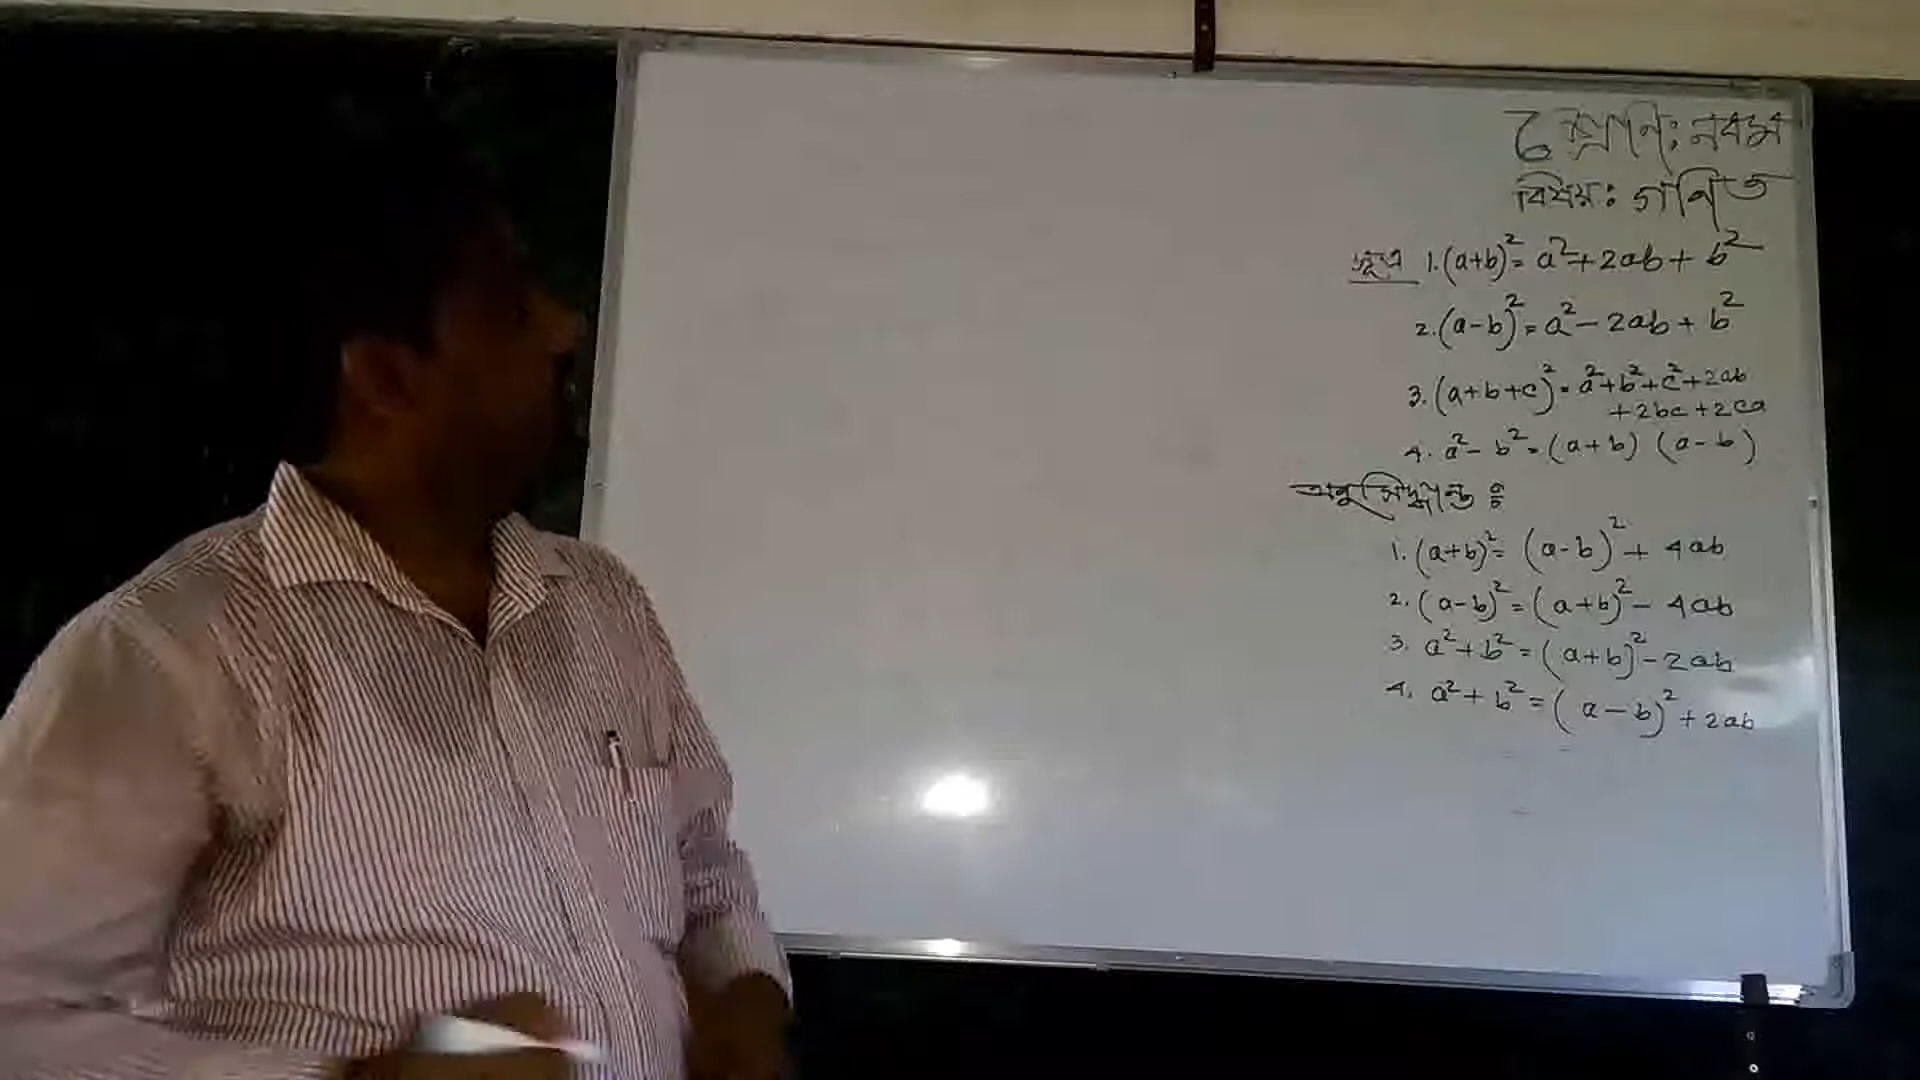 শ্রেণি: নবম
বিষয়: গণিত
সূত্র 1. (a+b)² = a² + 2ab + b²
2. (a-b)² = a² - 2ab + b²
3. (a+b+c)² = a² + b² + c² + 2ab
+ 2bc + 2ca
4. a² - b² = (a+b) (a-b)
অনুসিদ্ধান্ত ঃ
1. (a+b)² = (a-b)² + 4ab
2. (a-b)² = (a+b)² - 4ab
3. a² + b² = (a+b)² - 2ab
4. a² + b² = (a-b)² + 2ab